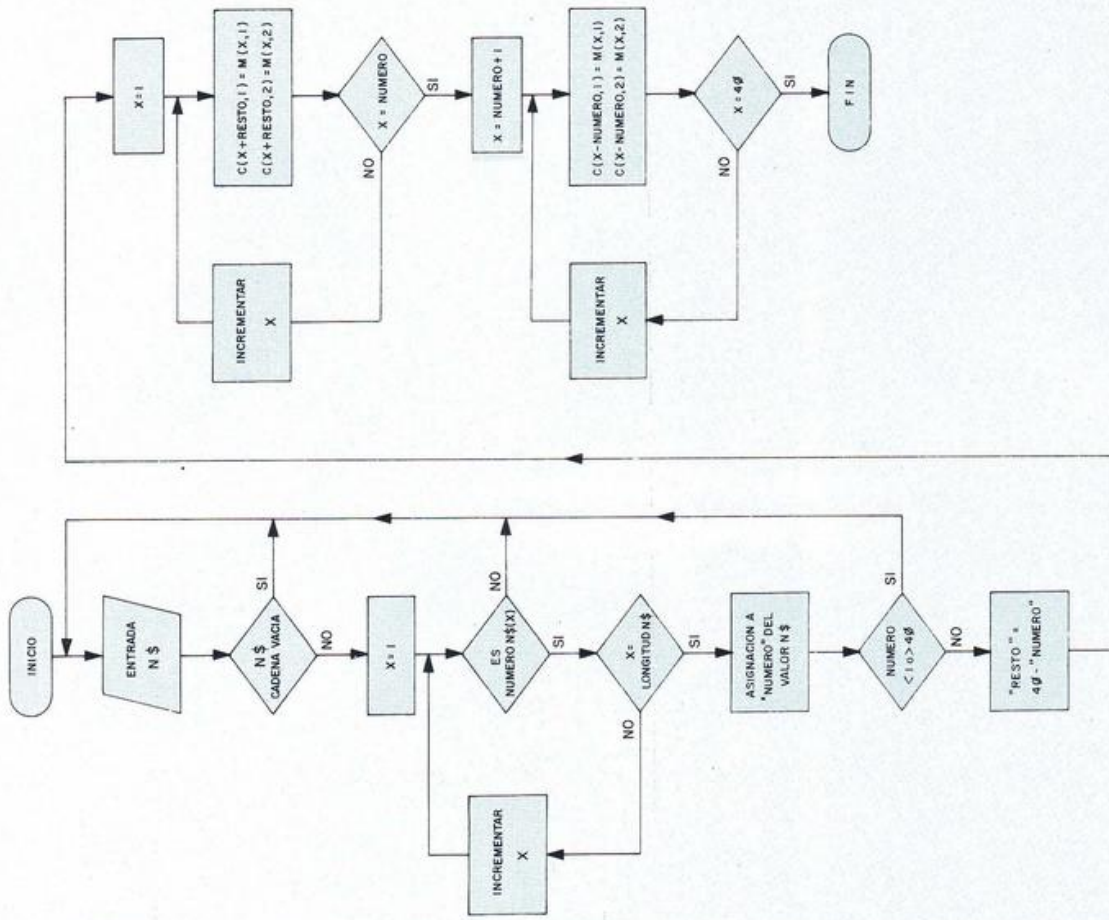 INICIO
ENTRADA
N$
N$
CADENA VACIA
SI
NO
X=1
ES
NUMERO N$(X)
NO
SI
X=
LONGITUD N$
NO
SI
INCREMENTAR
X
ASIGNACION A
"NUMERO" DEL
VALOR N$
NUMERO
<1o>4Ø
SI
NO
"RESTO" =
4Ø-"NUMERO"
X=1
C(X+RESTO,1)=M(X,1)
C(X+RESTO,2)=M(X,2)
X = NUMERO
NO
SI
INCREMENTAR
X
X = NUMERO+1
C(X-NUMERO,1)=M(X,1)
C(X-NUMERO,2)=M(X,2)
X=4Ø
NO
SI
INCREMENTAR
X
FIN